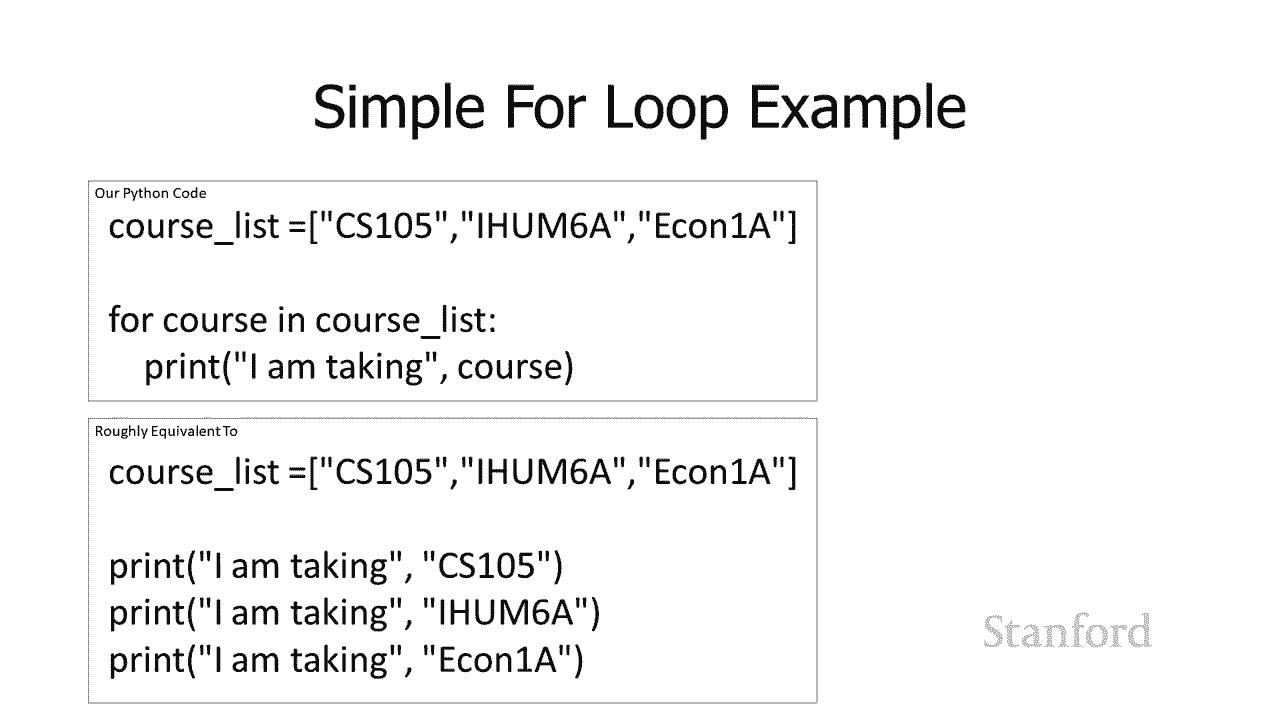 Simple For Loop Example
Our Python Code
course_list =["CS105","IHUM6A","Econ1A"]
for course in course_list:
print("I am taking", course)
Roughly Equivalent To
course_list =["CS105","IHUM6A","Econ1A"]
print("I am taking", "CS105")
print("I am taking", "IHUM6A")
print("I am taking", "Econ1A")
Stanford